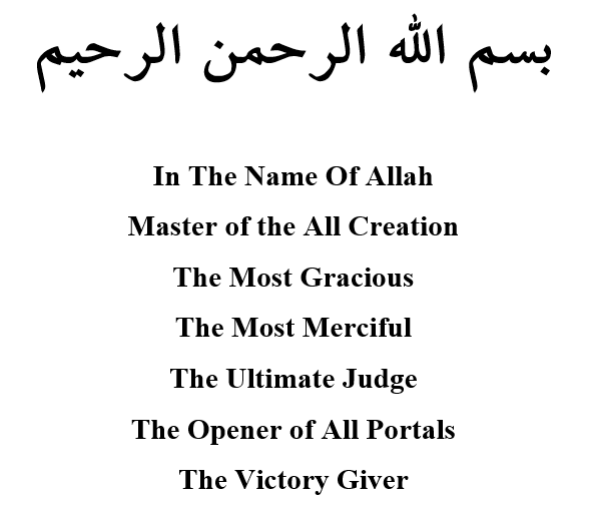 بسم الله الرحمن الرحيم
In The Name Of Allah
Master of the All Creation
The Most Gracious
The Most Merciful
The Ultimate Judge
The Opener of All Portals
The Victory Giver